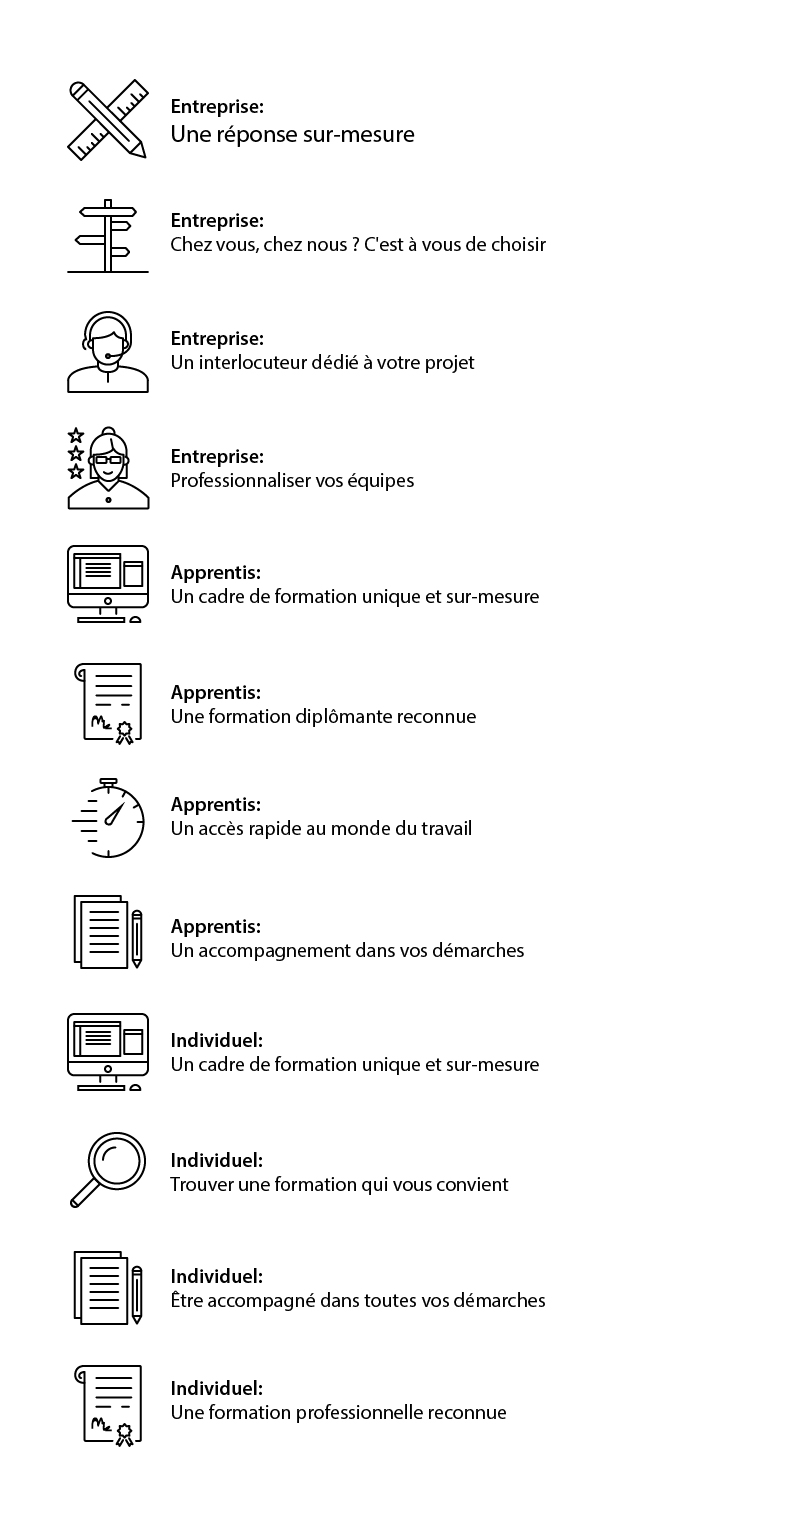 Entreprise:
Une réponse sur-mesure
Entreprise:
Chez vous, chez nous ? C'est à vous de choisir
Entreprise:
Un interlocuteur dédié à votre projet
Entreprise:
Professionnaliser vos équipes
Apprentis:
Un cadre de formation unique et sur-mesure
Apprentis:
Une formation diplômante reconnue
Apprentis:
Un accès rapide au monde du travail
Apprentis:
Un accompagnement dans vos démarches
Individuel:
Un cadre de formation unique et sur-mesure
Individuel:
Trouver une formation qui vous convient
Individuel:
Être accompagné dans toutes vos démarches
Individuel:
Une formation professionnelle reconnue